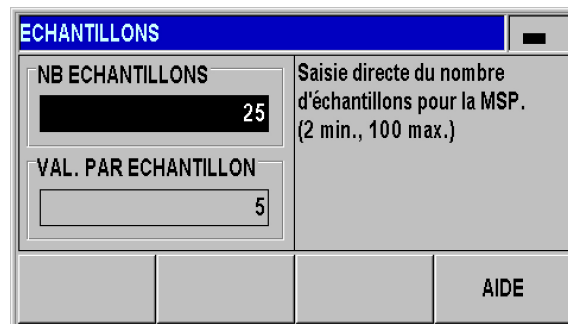 ECHANTILLONS
NB ECHANTILLONS
25
VAL. PAR ECHANTILLON
5
Saisie directe du nombre
d'échantillons pour la MSP.
(2 min., 100 max.)
AIDE